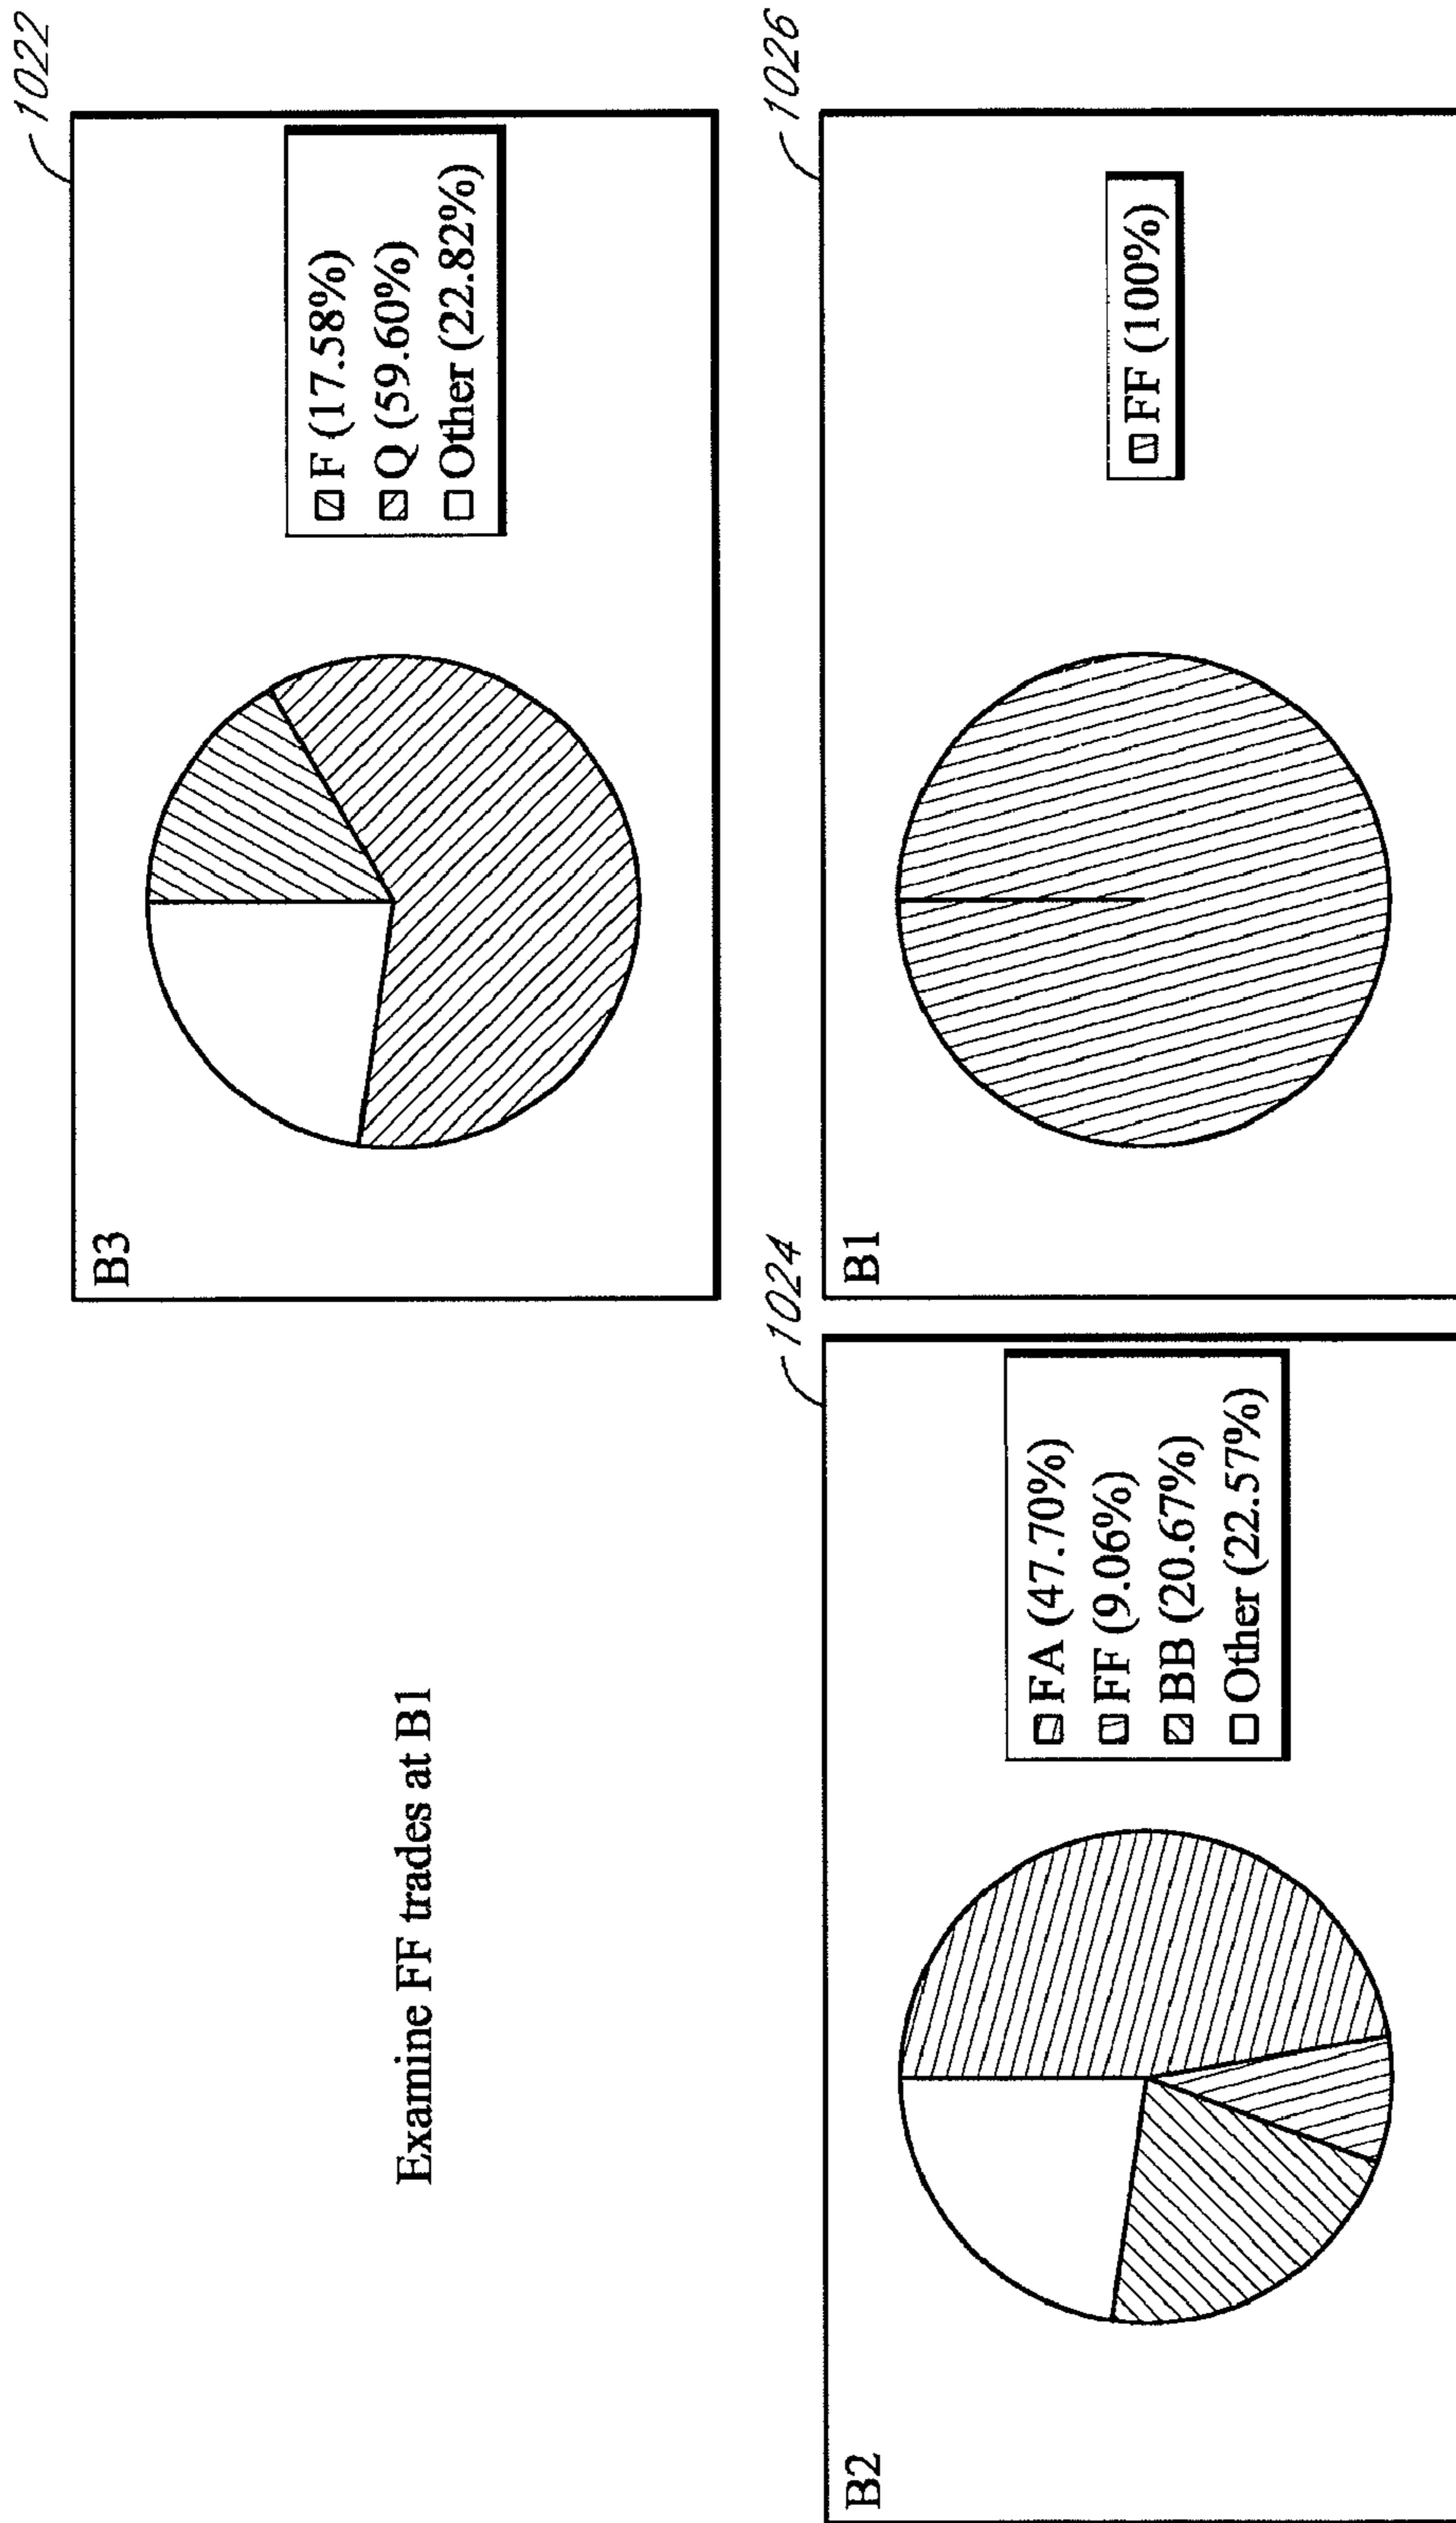 Examine FF trades at B1
1022
B3
F (17.58%)
Q (59.60%)
Other (22.82%)
1024
B2
FA (47.70%)
FF (9.06%)
BB (20.67%)
Other (22.57%)
1026
B1
FF (100%)